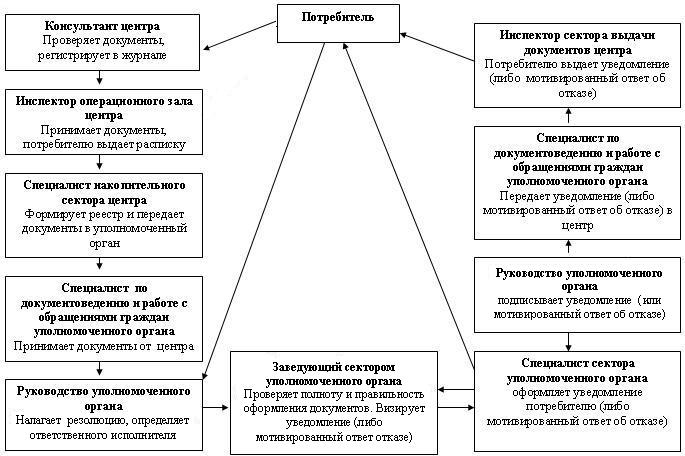 Потребитель
Консультант центра
Проверяет документы,
регистрирует в журнале
Инспектор операционного зала
центра
Принимает документы,
потребителю выдает расписку
Специалист накопительного
сектора центра
Формирует реестр и передает
документы в уполномоченный
орган
Специалист по
документоведению и работе с
обращениями граждан
уполномоченного органа
Принимает документы от центра
Руководство уполномоченного
органа
Налагает резолюцию, определяет
ответственного исполнителя
Заведующий сектором
уполномоченного органа
Проверяет полноту и правильность
оформления документов. Визирует
уведомление (либо
мотивированный ответ отказе)
Инспектор сектора выдачи
документов центра
Потребителю выдает уведомление
(либо мотивированный ответ об
отказе)
Специалист по
документоведению и работе с
обращениями граждан
уполномоченного органа
Передает уведомление (либо
мотивированный ответ об отказе) в
центр
Руководство уполномоченного
органа
подписывает уведомление (или
мотивированный ответ об отказе)
Специалист сектора
уполномоченного органа
оформляет уведомление
потребителю (либо
мотивированный ответ об отказе)